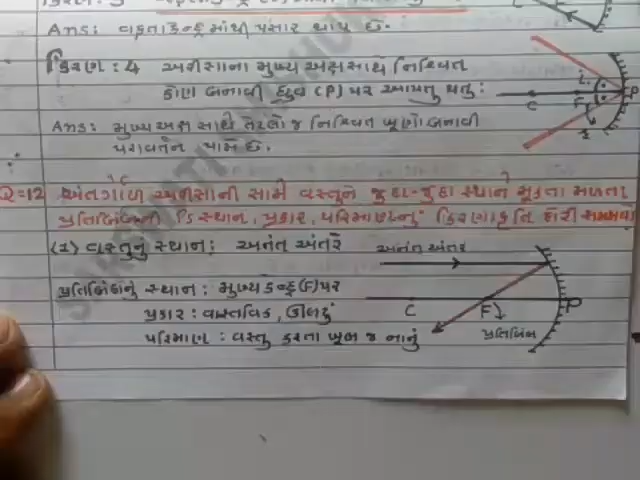 Ans: વક્રતાકેન્દ્રમાંથી પસાર થાય છે.
કિરણ: 4 અરીસાના મુખ્ય અક્ષ સાથે નિશ્ચિત
કોણ બનાવી ધ્રુવ (P) પર આપાત થતું:
C F P
i
r
Ans: મુખ્ય અક્ષ સાથે તેટલો જ નિશ્ચિત ખૂણો બનાવી
પરાવર્તન પામે છે.
Q=12 અંતર્ગોળ અરીસાની સામે વસ્તુને જુદા-જુદા સ્થાને મૂકતા મળતા
પ્રતિબિંબની સ્થાન, પ્રકાર, પરિમાણનું કિરણાકૃતિ દોરી સમજાવો
(1) વસ્તુનું સ્થાન: અનંત અંતરે
અનંત અંતરે
પ્રતિબિંબનું સ્થાન: મુખ્ય કેન્દ્ર (F) પર
C F P
પ્રકાર: વાસ્તવિક, ઊલટું
પ્રતિબિંબ
પરિમાણ: વસ્તુ કરતા ખૂબ જ નાનું